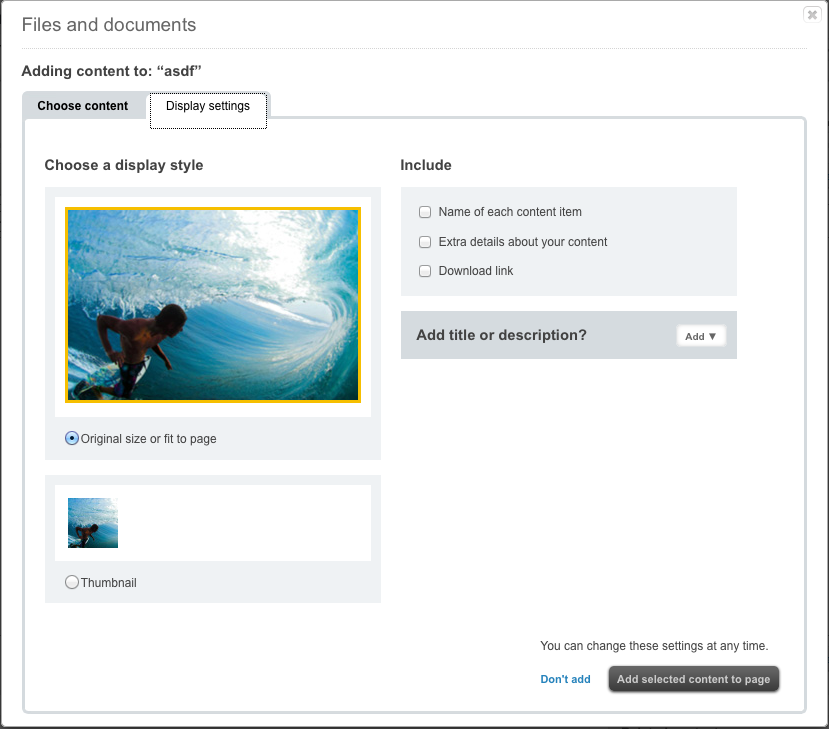 Files and documents
Adding content to: “asdf”
Choose content
Display settings
Choose a display style
Original size or fit to page
Thumbnail
Include
Name of each content item
Extra details about your content
Download link
Add title or description?
Add ▼
You can change these settings at any time.
Don't add
Add selected content to page